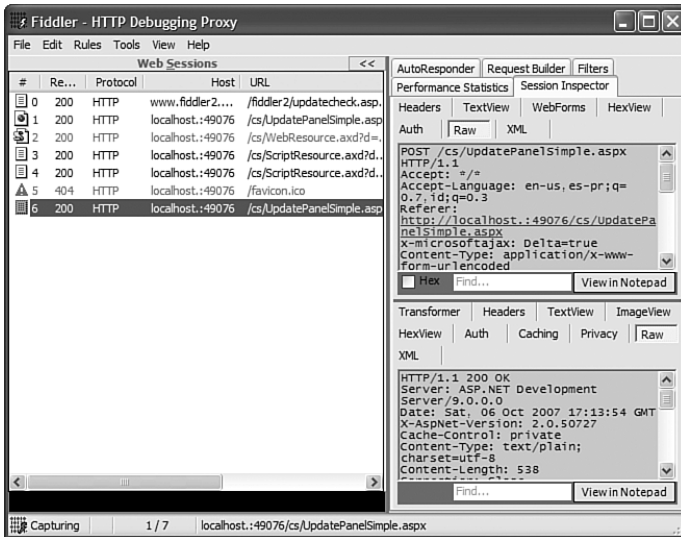 Fiddler - HTTP Debugging Proxy
File Edit Rules Tools View Help
Web Sessions <<
# Re... Protocol Host URL
0 200 HTTP www.fiddler2.... /fiddler2/updatecheck.asp.
1 200 HTTP localhost.:49076 /cs/UpdatePanelSimple.asp
2 200 HTTP localhost.:49076 /cs/WebResource.axd?d=.
3 200 HTTP localhost.:49076 /cs/ScriptResource.axd?d..
4 200 HTTP localhost.:49076 /cs/ScriptResource.axd?d..
5 404 HTTP localhost.:49076 /favicon.ico
6 200 HTTP localhost.:49076 /cs/UpdatePanelSimple.asp
AutoResponder Request Builder Filters
Performance Statistics Session Inspector
Headers TextView WebForms HexView
Auth Raw XML
POST /cs/UpdatePanelSimple.aspx
HTTP/1.1
Accept: */*
Accept-Language: en-us,es-pr;q=
0.7,id;q=0.3
Referer:
http://localhost.:49076/cs/UpdatePa
nelSimple.aspx
x-microsoftajax: Delta=true
Content-Type: application/x-www-
form-urlencoded
Hex Find... View in Notepad
Transformer Headers TextView ImageView
HexView Auth Caching Privacy Raw
XML
HTTP/1.1 200 OK
Server: ASP.NET Development
Server/9.0.0.0
Date: Sat, 06 Oct 2007 17:13:54 GMT
X-AspNet-Version: 2.0.50727
Cache-Control: private
Content-Type: text/plain;
charset=utf-8
Content-Length: 538
Connection: Close
Find... View in Notepad
Capturing 1 / 7 localhost.:49076/cs/UpdatePanelSimple.aspx